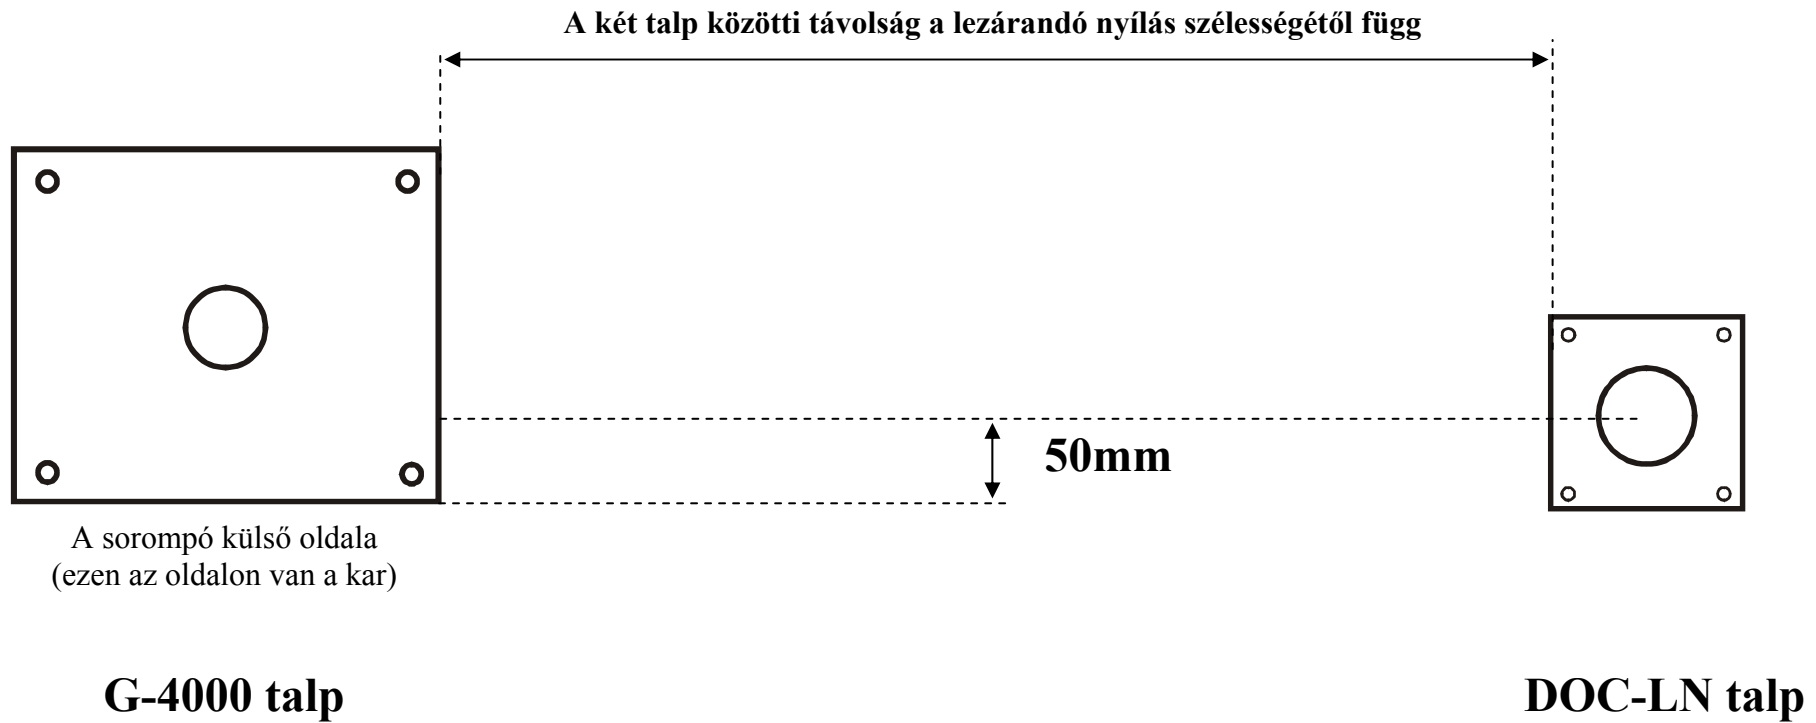 A két talp közötti távolság a lezárandó nyílás szélességétől függ
50mm
A sorompó külső oldala
(ezen az oldalon van a kar)
G-4000 talp
DOC-LN talp